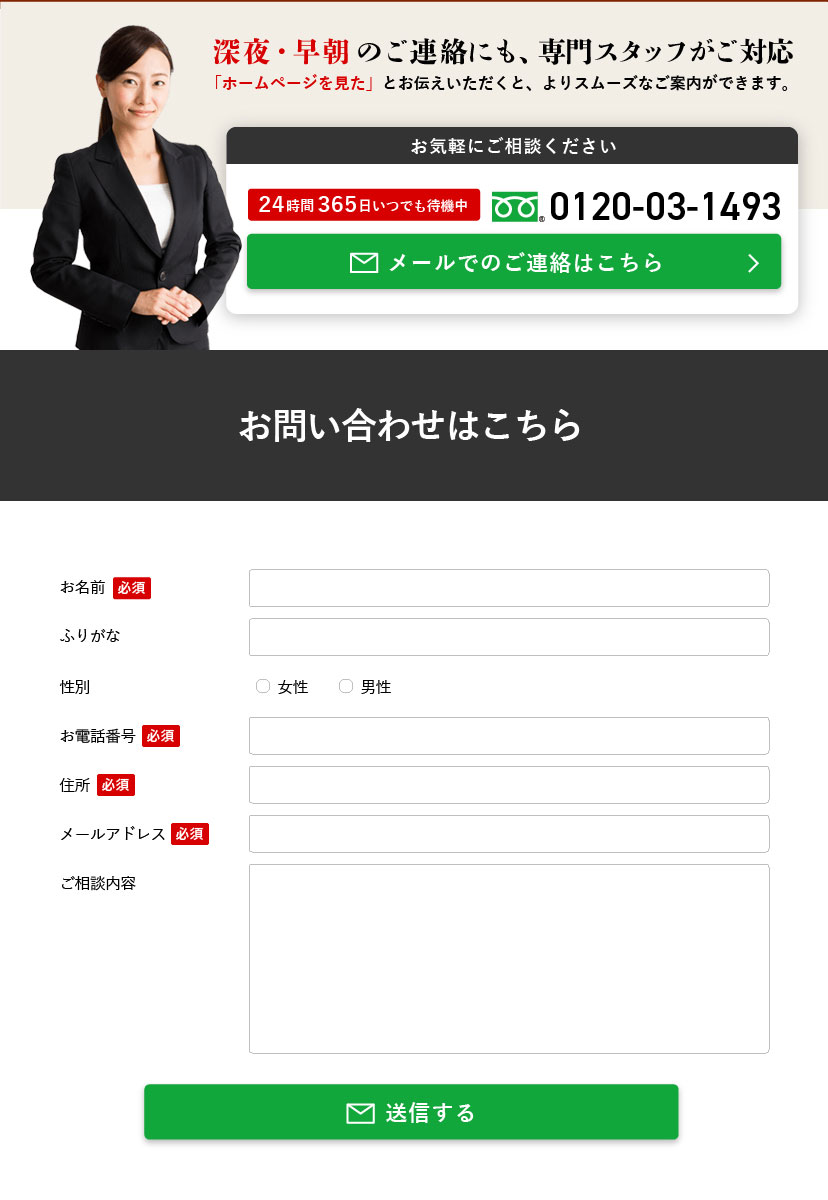 深夜・早朝のご連絡にも、専門スタッフがご対応
「ホームページを見た」とお伝えいただくと、よりスムーズなご案内ができます。
お気軽にご相談ください
24時間365日いつでも待機中
0120-03-1493
メールでのご連絡はこちら
お問い合わせはこちら
お名前 必須
ふりがな
性別 女性 男性
お電話番号 必須
住所 必須
メールアドレス 必須
ご相談内容
送信する